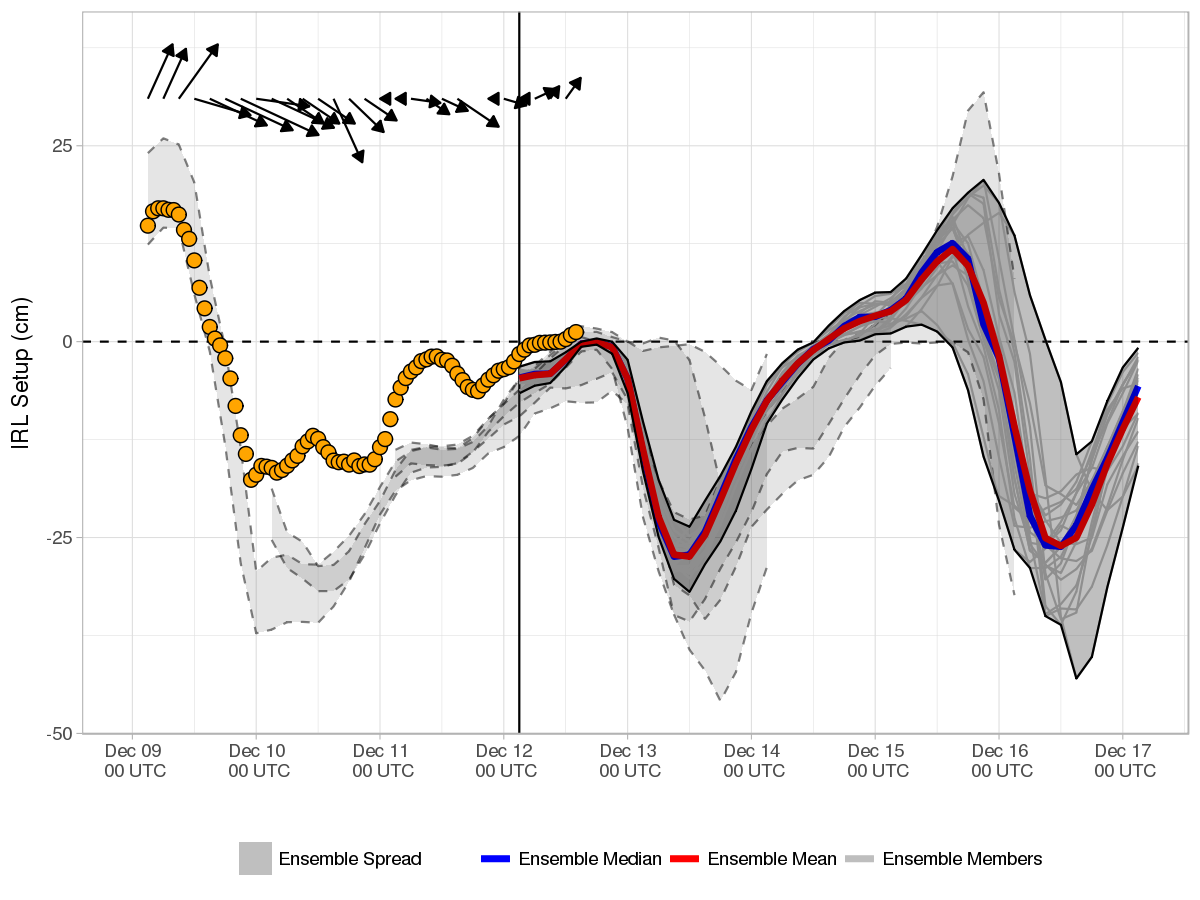 IRL Setup (cm)
25
0
-25
-50
Dec 09 Dec 10 Dec 11 Dec 12 Dec 13 Dec 14 Dec 15 Dec 16 Dec 17
00 UTC 00 UTC 00 UTC 00 UTC 00 UTC 00 UTC 00 UTC 00 UTC 00 UTC
Ensemble Spread Ensemble Median Ensemble Mean Ensemble Members